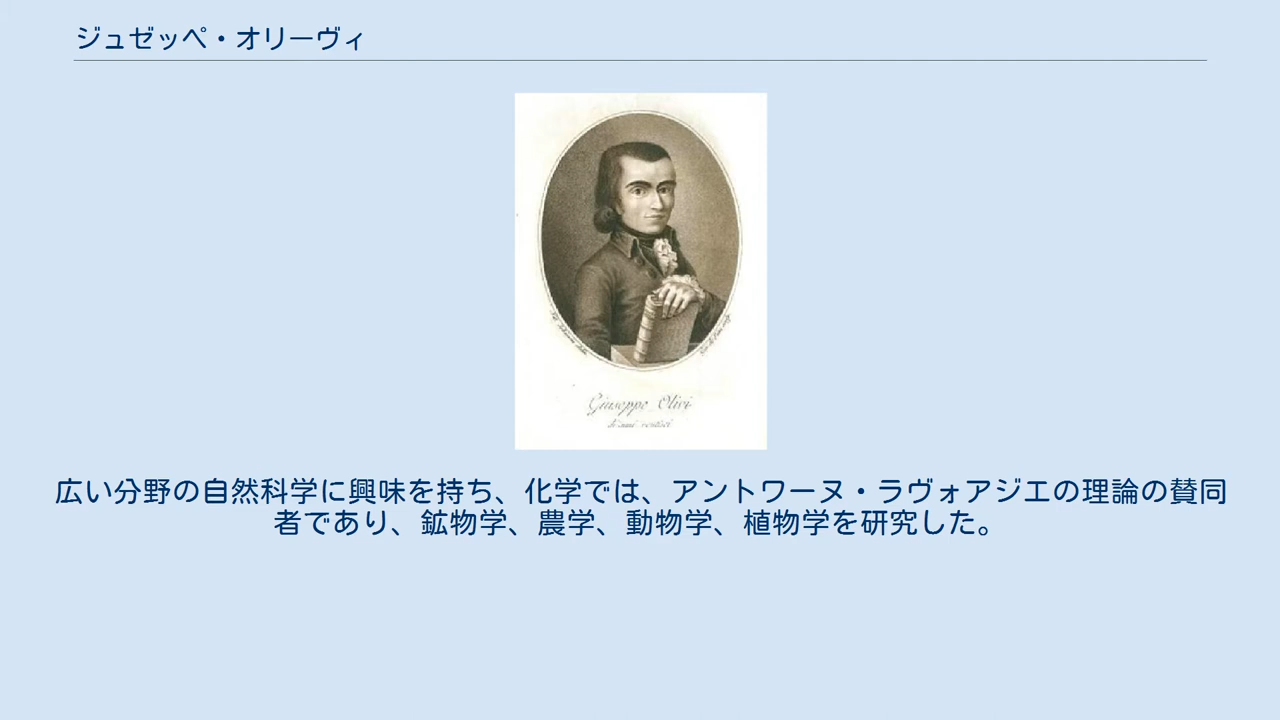 ジュゼッペ・オリーヴィ
Giuseppe Olivi
広い分野の自然科学に興味を持ち、化学では、アントワーヌ・ラヴォアジエの理論の賛同
者であり、鉱物学、農学、動物学、植物学を研究した。